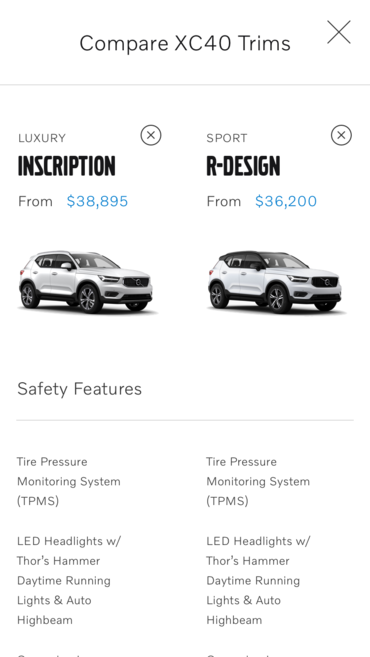 Compare XC40 Trims
LUXURY
INSCRIPTION
From $38,895
SPORT
R-DESIGN
From $36,200
Safety Features
Tire Pressure
Monitoring System
(TPMS)
LED Headlights w/
Thor's Hammer
Daytime Running
Lights & Auto
Highbeam
Tire Pressure
Monitoring System
(TPMS)
LED Headlights w/
Thor's Hammer
Daytime Running
Lights & Auto
Highbeam